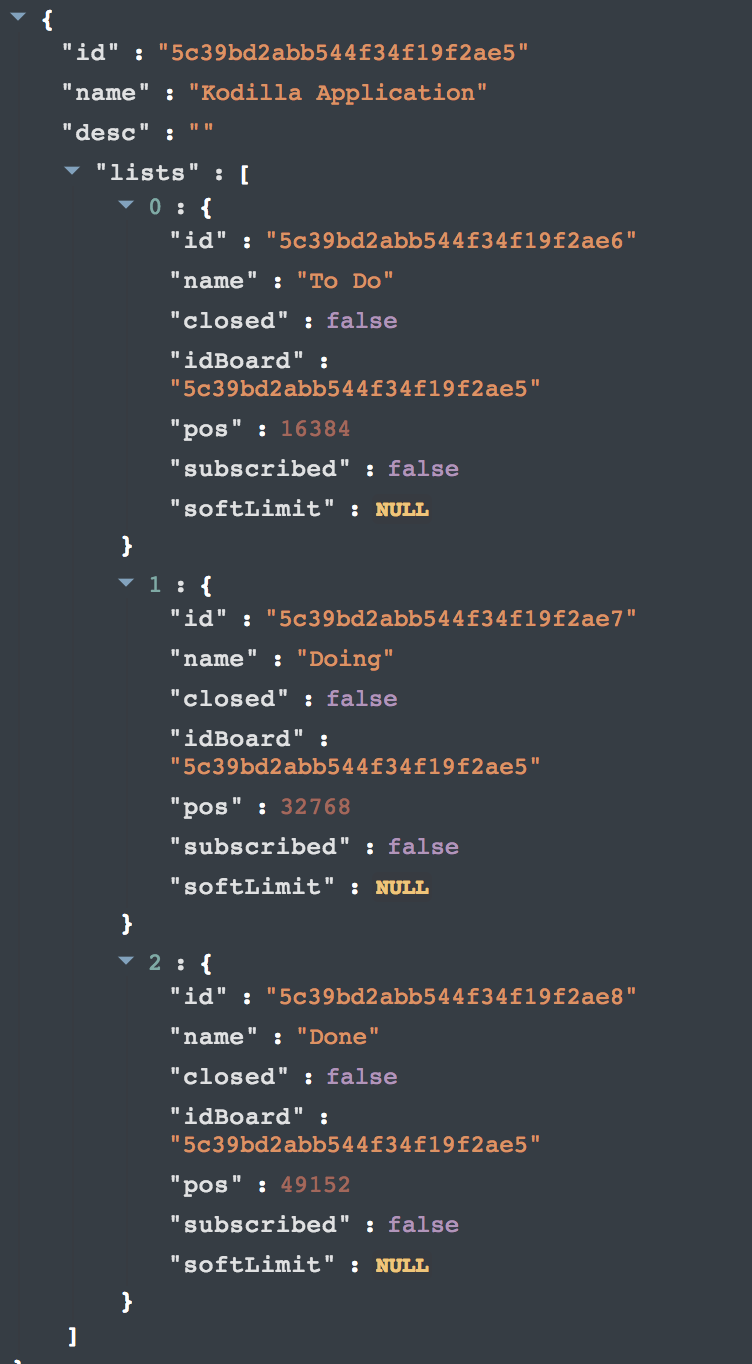 {
"id" : "5c39bd2abb544f34f19f2ae5"
"name" : "Kodilla Application"
"desc" : ""
"lists" : [
0 : {
"id" : "5c39bd2abb544f34f19f2ae6"
"name" : "To Do"
"closed" : false
"idBoard" :
"5c39bd2abb544f34f19f2ae5"
"pos" : 16384
"subscribed" : false
"softLimit" : NULL
}
1 : {
"id" : "5c39bd2abb544f34f19f2ae7"
"name" : "Doing"
"closed" : false
"idBoard" :
"5c39bd2abb544f34f19f2ae5"
"pos" : 32768
"subscribed" : false
"softLimit" : NULL
}
2 : {
"id" : "5c39bd2abb544f34f19f2ae8"
"name" : "Done"
"closed" : false
"idBoard" :
"5c39bd2abb544f34f19f2ae5"
"pos" : 49152
"subscribed" : false
"softLimit" : NULL
}
]
}